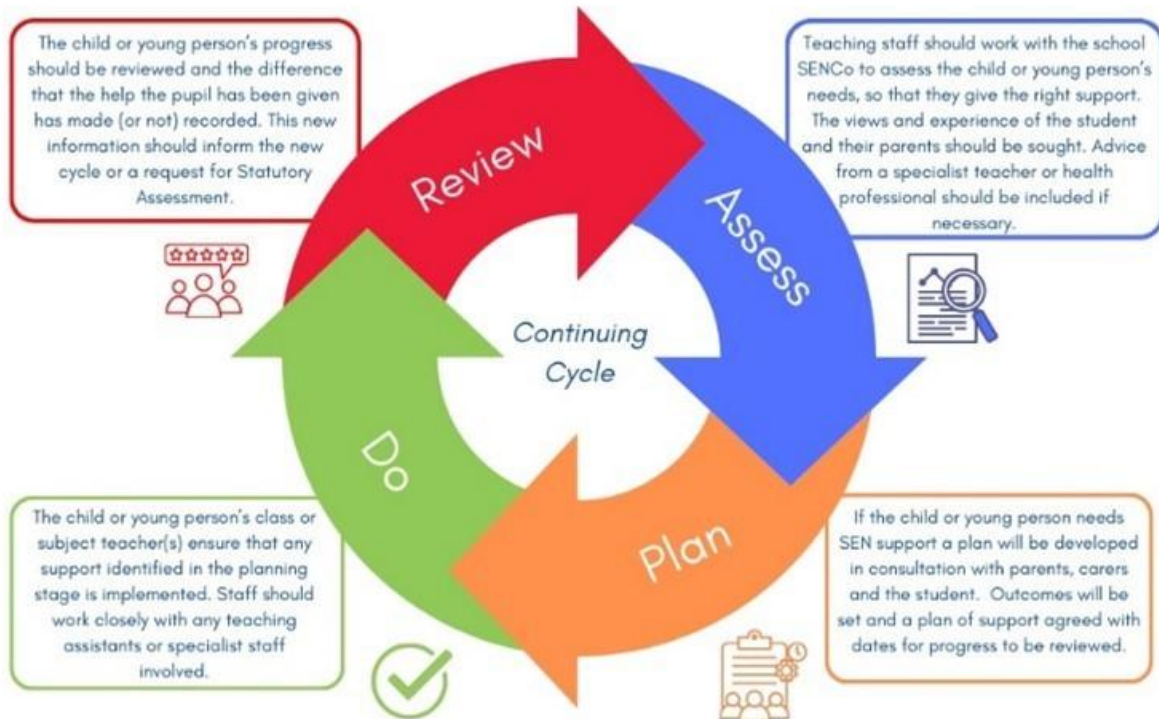 The child or young person's progress
should be reviewed and the difference
that the help the pupil has been given
has made (or not) recorded. This new
information should inform the new
cycle or a request for Statutory
Assessment.
Review
Teaching staff should work with the school
SENCo to assess the child or young person's
needs, so that they give the right support.
The views and experience of the student
and their parents should be sought. Advice
from a specialist teacher or health
professional should be included if
necessary.
Assess
Continuing
Cycle
Do
The child or young person's class or
subject teacher(s) ensure that any
support identified in the planning
stage is implemented. Staff should
work closely with any teaching
assistants or specialist staff
involved.
Plan
If the child or young person needs
SEN support a plan will be developed
in consultation with parents, carers
and the student. Outcomes will be
set and a plan of support agreed with
dates for progress to be reviewed.